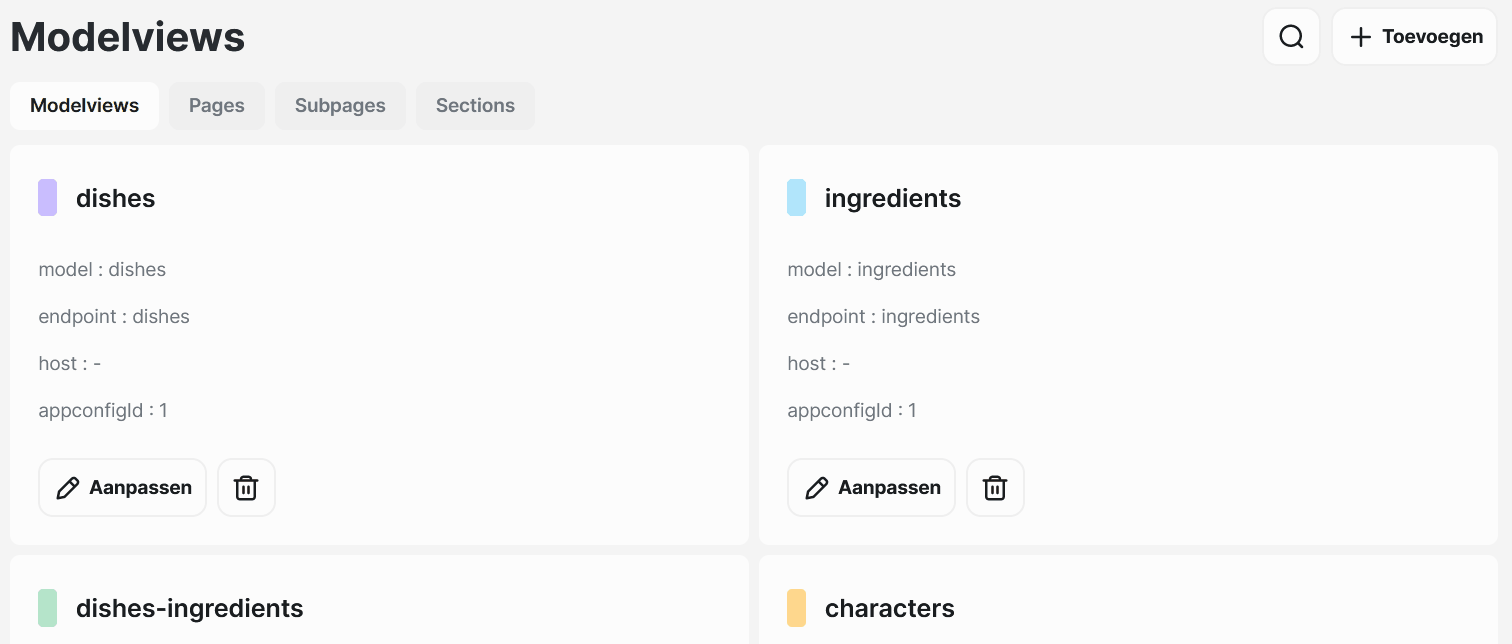 Modelviews
Toevoegen
Modelviews Pages Subpages Sections
dishes
model : dishes
endpoint : dishes
host : -
appconfigId : 1
Aanpassen
ingredients
model : ingredients
endpoint : ingredients
host : -
appconfigId : 1
Aanpassen
dishes-ingredients
characters